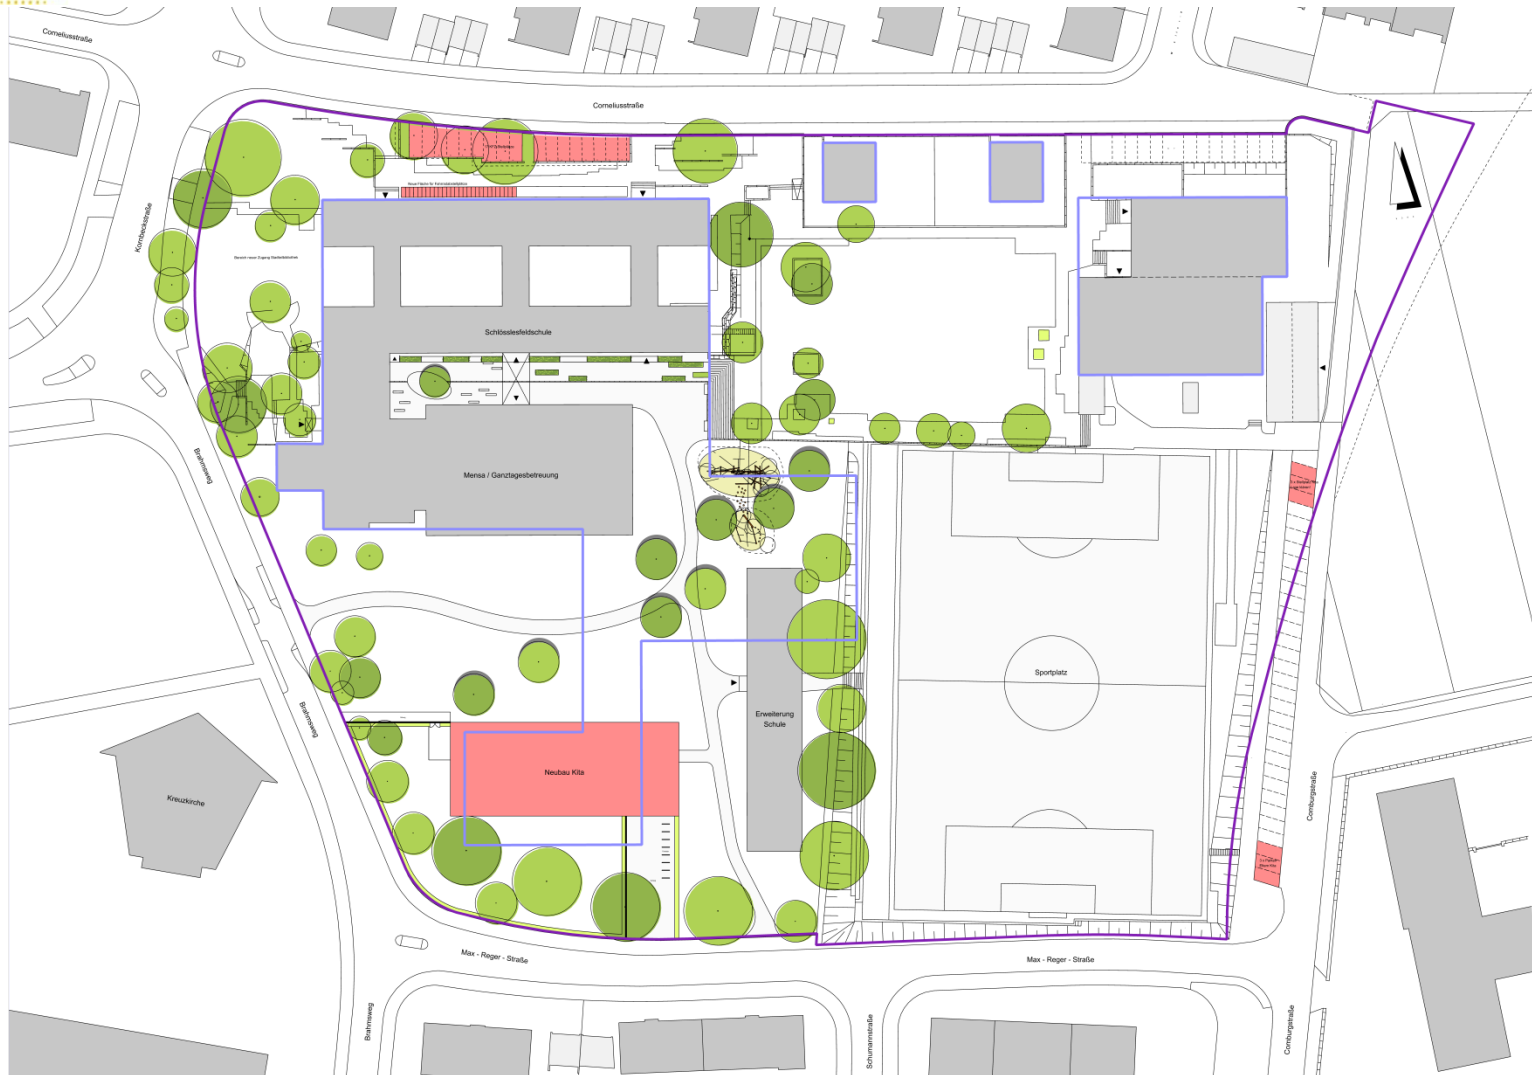 Corneliusstraße
Corneliusstraße
Kornbeckstraße
Schlösslesfeldschule
Mensa / Ganztagesbetreuung
Brahmsweg
Sportplatz
Erweiterung
Schule
Brahmsweg
Neubau Kita
Kreuzkirche
Comburgstraße
Max - Reger - Straße
Max - Reger - Straße
Brahmsweg
Schumannstraße
Comburgstraße